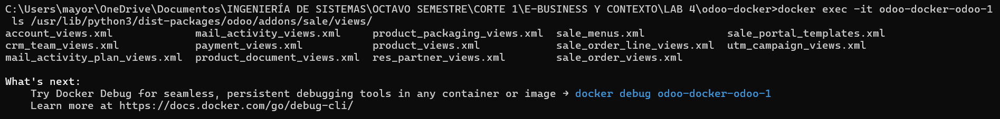 C:\Users\mayor\OneDrive\Documentos\INGENIERÍA DE SISTEMAS\OCTAVO SEMESTRE\CORTE 1\E-BUSINESS Y CONTEXTO\LAB 4\odoo-docker>docker exec -it odoo-docker-odoo-1
ls /usr/lib/python3/dist-packages/odoo/addons/sale/views/
account_views.xml mail_activity_views.xml product_packaging_views.xml sale_menus.xml sale_portal_templates.xml
crm_team_views.xml payment_views.xml product_views.xml sale_order_line_views.xml utm_campaign_views.xml
mail_activity_plan_views.xml product_document_views.xml res_partner_views.xml sale_order_views.xml
What's next:
Try Docker Debug for seamless, persistent debugging tools in any container or image → docker debug odoo-docker-odoo-1
Learn more at https://docs.docker.com/go/debug-cli/